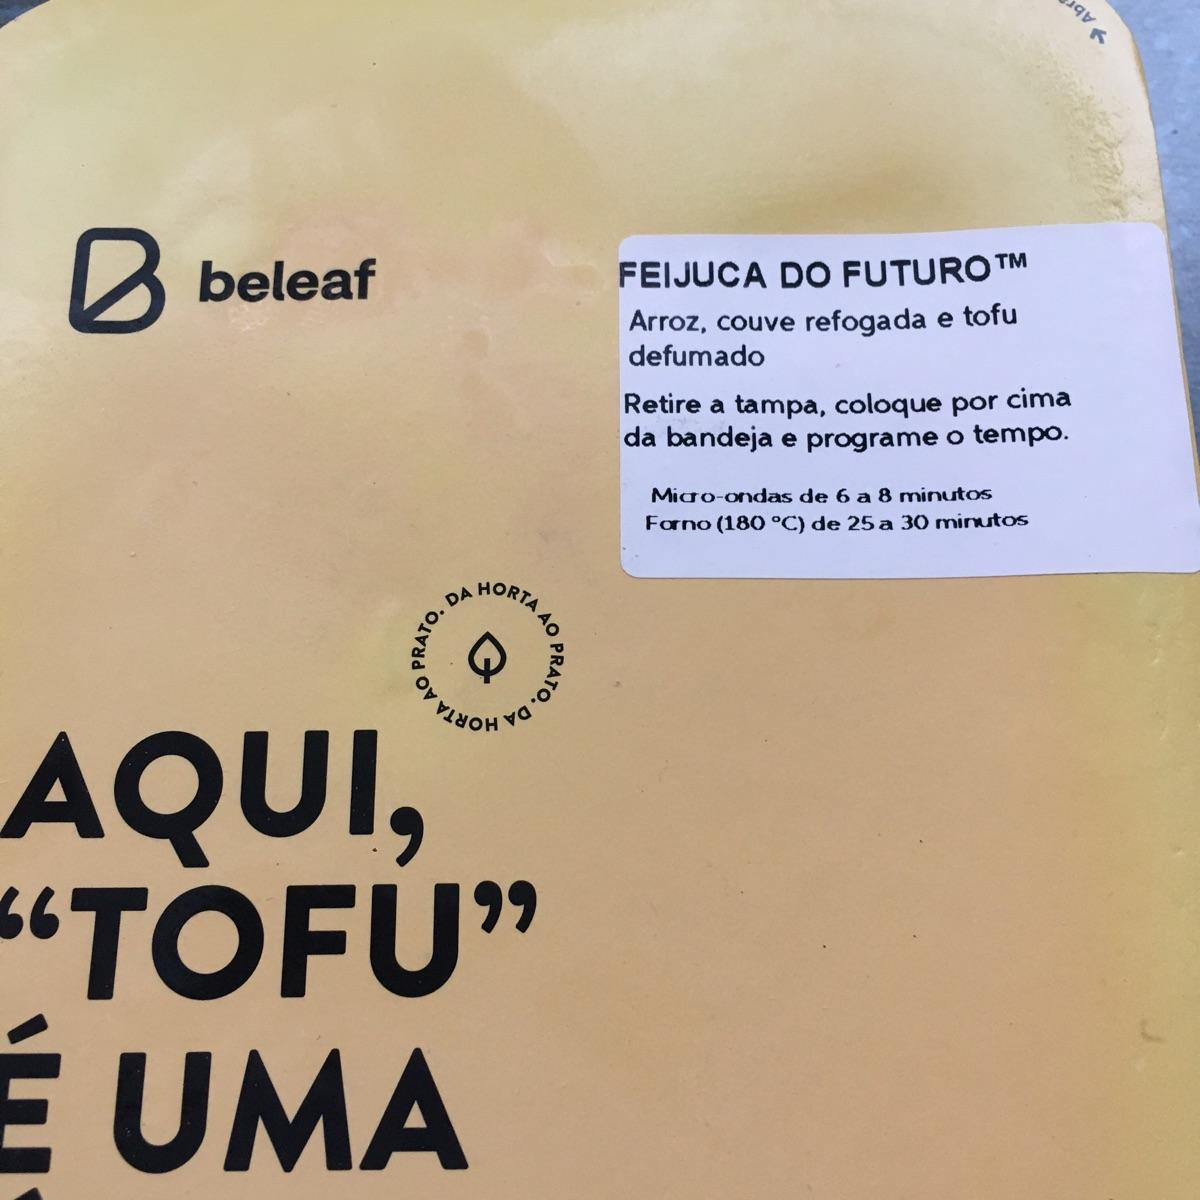 Abra
beleaf
FEIJUCA DO FUTURO™
Arroz, couve refogada e tofu
defumado
Retire a tampa, coloque por cima
da bandeja e programe o tempo.
Micro-ondas de 6 a 8 minutos
Forno (180 °C) de 25 a 30 minutos
DA HORTA AO PRATO. DA HORTA AO PRATO.
AQUI,
“TOFU”
É UMA